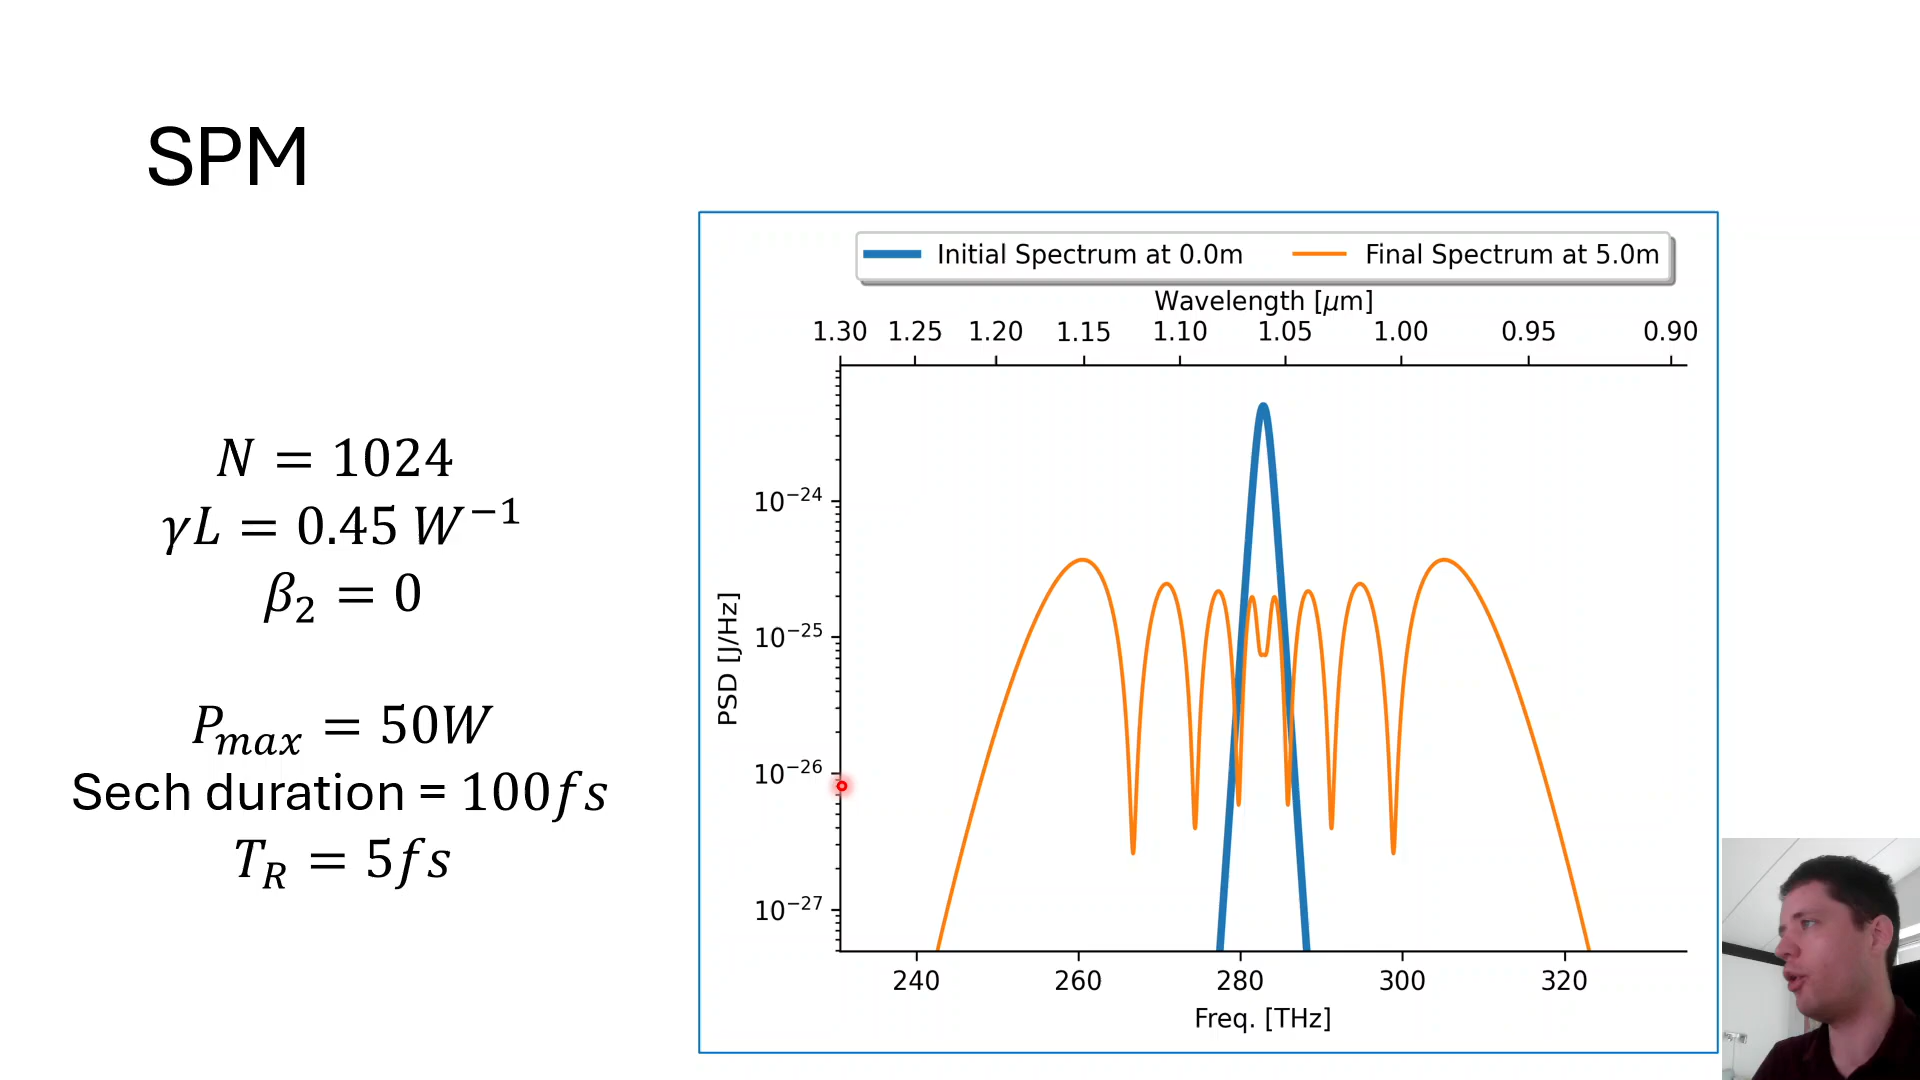 SPM
N = 1024
γL = 0.45 W⁻¹
β₂ = 0
Pₘₐₓ = 50W
Sech duration = 100fs
T_R = 5fs
Initial Spectrum at 0.0m Final Spectrum at 5.0m
Wavelength [μm]
1.30 1.25 1.20 1.15 1.10 1.05 1.00 0.95 0.90
PSD [J/Hz]
10⁻²⁴
10⁻²⁵
10⁻²⁶
10⁻²⁷
240 260 280 300 320
Freq. [THz]